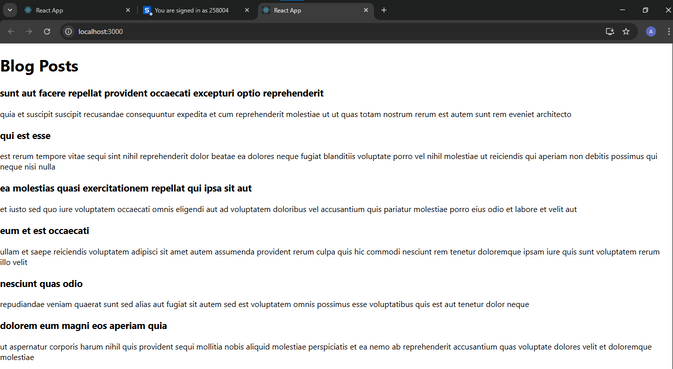 React App
You are signed in as 258004
React App
localhost:3000
A
Blog Posts
sunt aut facere repellat provident occaecati excepturi optio reprehenderit
quia et suscipit suscipit recusandae consequuntur expedita et cum reprehenderit molestiae ut ut quas totam nostrum rerum est autem sunt rem eveniet architecto
qui est esse
est rerum tempore vitae sequi sint nihil reprehenderit dolor beatae ea dolores neque fugiat blanditiis voluptate porro vel nihil molestiae ut reiciendis qui aperiam non debitis possimus qui
neque nisi nulla
ea molestias quasi exercitationem repellat qui ipsa sit aut
et iusto sed quo iure voluptatem occaecati omnis eligendi aut ad voluptatem doloribus vel accusantium quis pariatur molestiae porro eius odio et labore et velit aut
eum et est occaecati
ullam et saepe reiciendis voluptatem adipisci sit amet autem assumenda provident rerum culpa quis hic commodi nesciunt rem tenetur doloremque ipsam iure quis sunt voluptatem rerum
illo velit
nesciunt quas odio
repudiandae veniam quaerat sunt sed alias aut fugiat sit autem sed est voluptatem omnis possimus esse voluptatibus quis est aut tenetur dolor neque
dolorem eum magni eos aperiam quia
ut aspernatur corporis harum nihil quis provident sequi mollitia nobis aliquid molestiae perspiciatis et ea nemo ab reprehenderit accusantium quas voluptate dolores velit et doloremque
molestiae